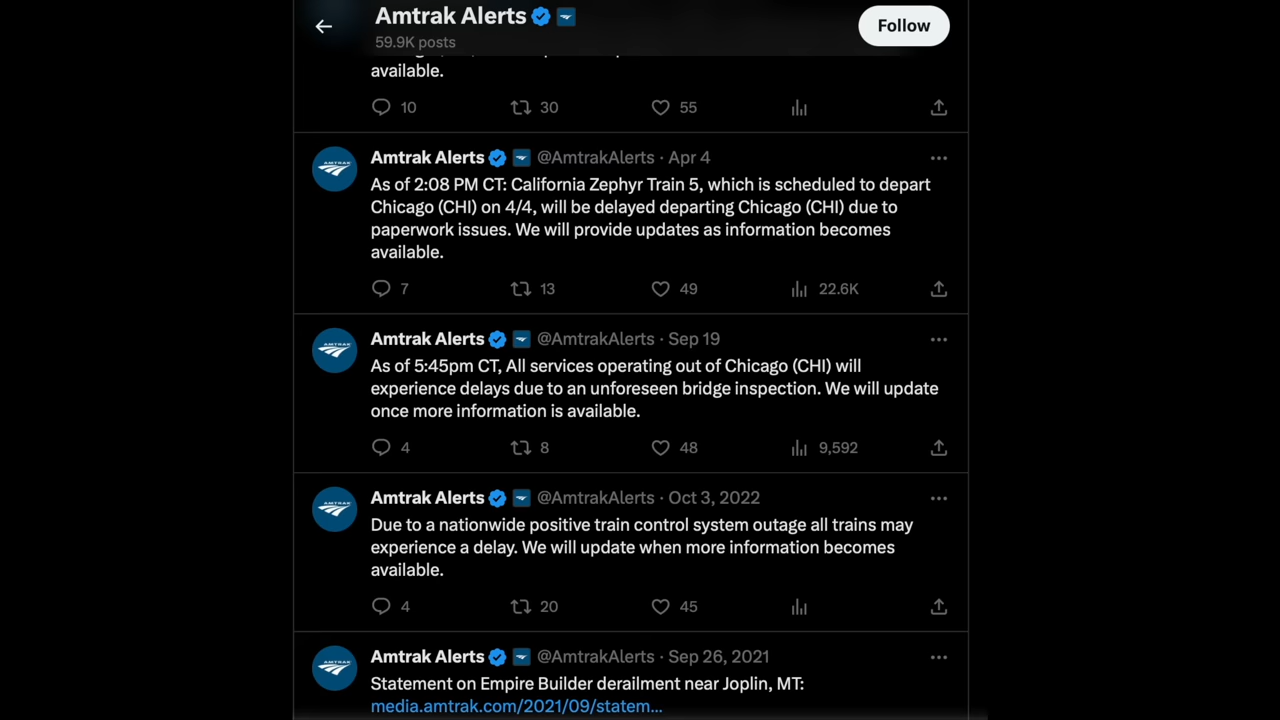 Amtrak Alerts
59.9K posts
Follow
available.
10 30 55
Amtrak Alerts @AmtrakAlerts · Apr 4
As of 2:08 PM CT: California Zephyr Train 5, which is scheduled to depart
Chicago (CHI) on 4/4, will be delayed departing Chicago (CHI) due to
paperwork issues. We will provide updates as information becomes
available.
7 13 49 22.6K
Amtrak Alerts @AmtrakAlerts · Sep 19
As of 5:45pm CT, All services operating out of Chicago (CHI) will
experience delays due to an unforeseen bridge inspection. We will update
once more information is available.
4 8 48 9,592
Amtrak Alerts @AmtrakAlerts · Oct 3, 2022
Due to a nationwide positive train control system outage all trains may
experience a delay. We will update when more information becomes
available.
4 20 45
Amtrak Alerts @AmtrakAlerts · Sep 26, 2021
Statement on Empire Builder derailment near Joplin, MT:
media.amtrak.com/2021/09/statem...